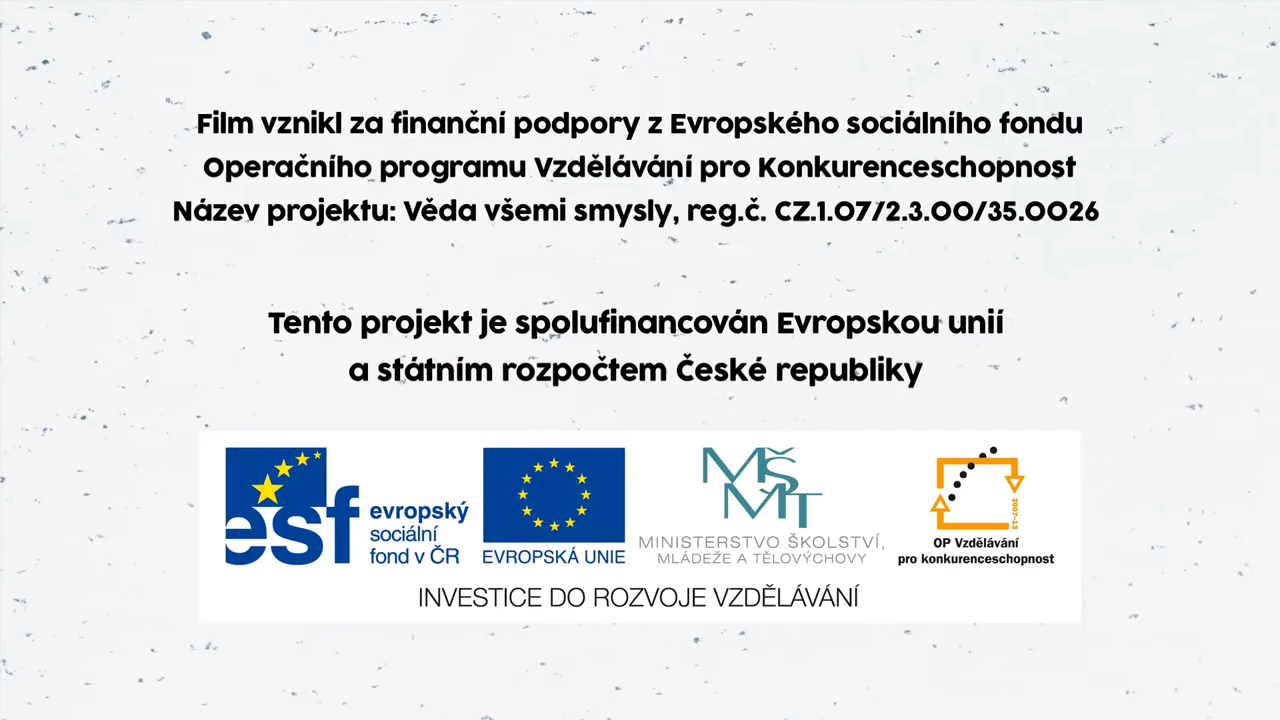 Film vznikl za finanční podpory z Evropského sociálního fondu
Operačního programu Vzdělávání pro Konkurenceschopnost
Název projektu: Věda všemi smysly, reg.č. CZ.1.07/2.3.00/35.0026
Tento projekt je spolufinancován Evropskou unií
a státním rozpočtem České republiky
esf
evropský
sociální
fond v ČR
EVROPSKÁ UNIE
MŠMT
MINISTERSTVO ŠKOLSTVÍ,
MLÁDEŽE A TĚLOVÝCHOVY
2007-13
OP Vzdělávání
pro konkurenceschopnost
INVESTICE DO ROZVOJE VZDĚLÁVÁNÍ